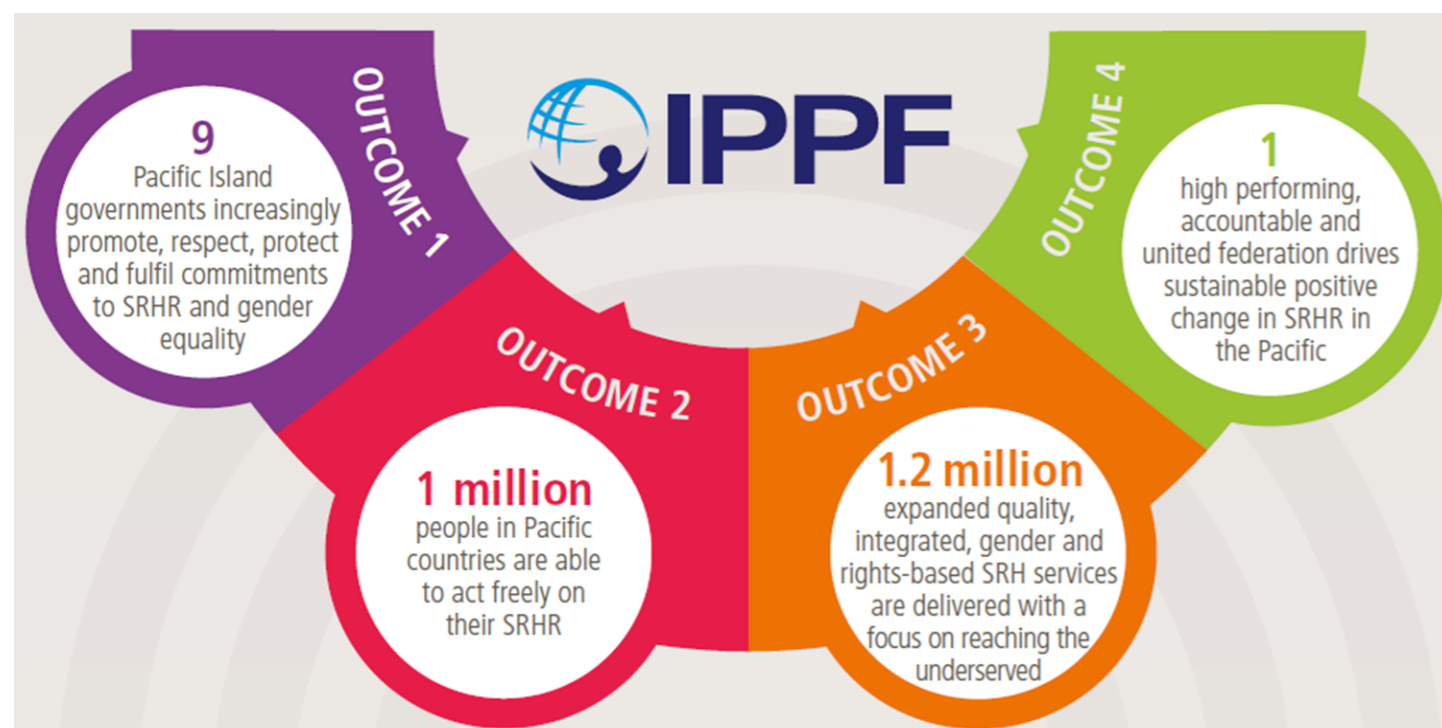 IPPF
OUTCOME 1
9
Pacific Island
governments increasingly
promote, respect, protect
and fulfil commitments
to SRHR and gender
equality
OUTCOME 2
1 million
people in Pacific
countries are able
to act freely on
their SRHR
OUTCOME 3
1.2 million
expanded quality,
integrated, gender and
rights-based SRH services
are delivered with a
focus on reaching the
underserved
OUTCOME 4
1
high performing,
accountable and
united federation drives
sustainable positive
change in SRHR in
the Pacific